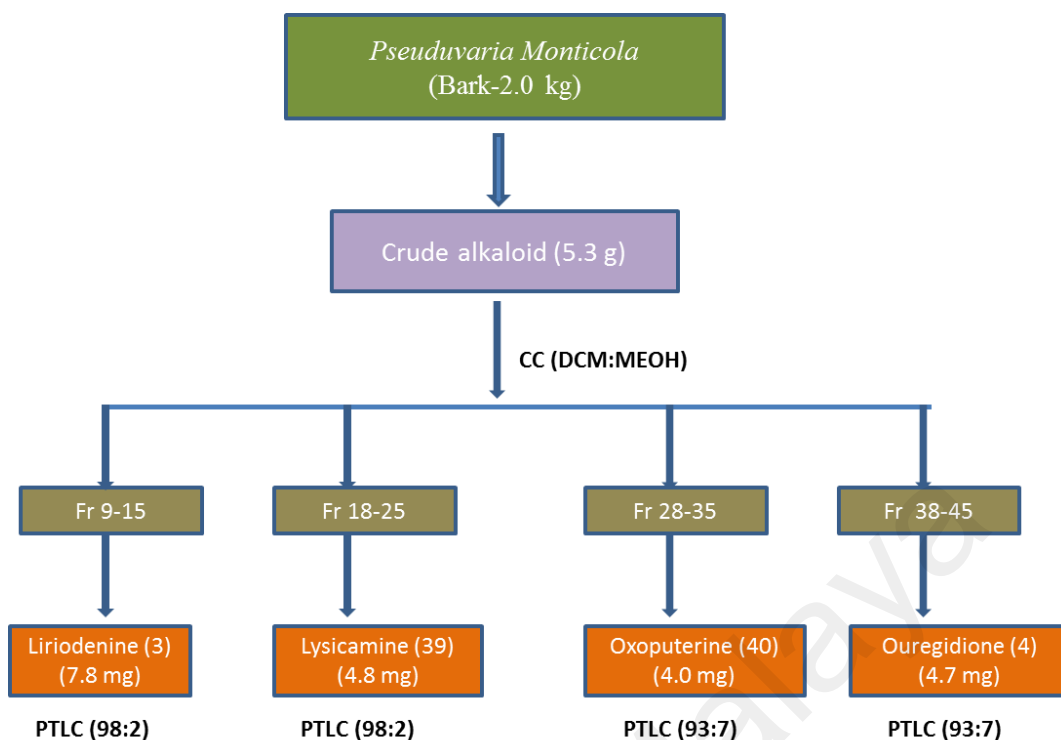 Pseuduvaria Monticola
(Bark-2.0 kg)
Crude alkaloid (5.3 g)
CC (DCM:MEOH)
Fr 9-15
Fr 18-25
Fr 28-35
Fr 38-45
Liriodenine (3)
(7.8 mg)
Lysicamine (39)
(4.8 mg)
Oxoputerine (40)
(4.0 mg)
Ouregidione (4)
(4.7 mg)
PTLC (98:2)
PTLC (98:2)
PTLC (93:7)
PTLC (93:7)
alaya